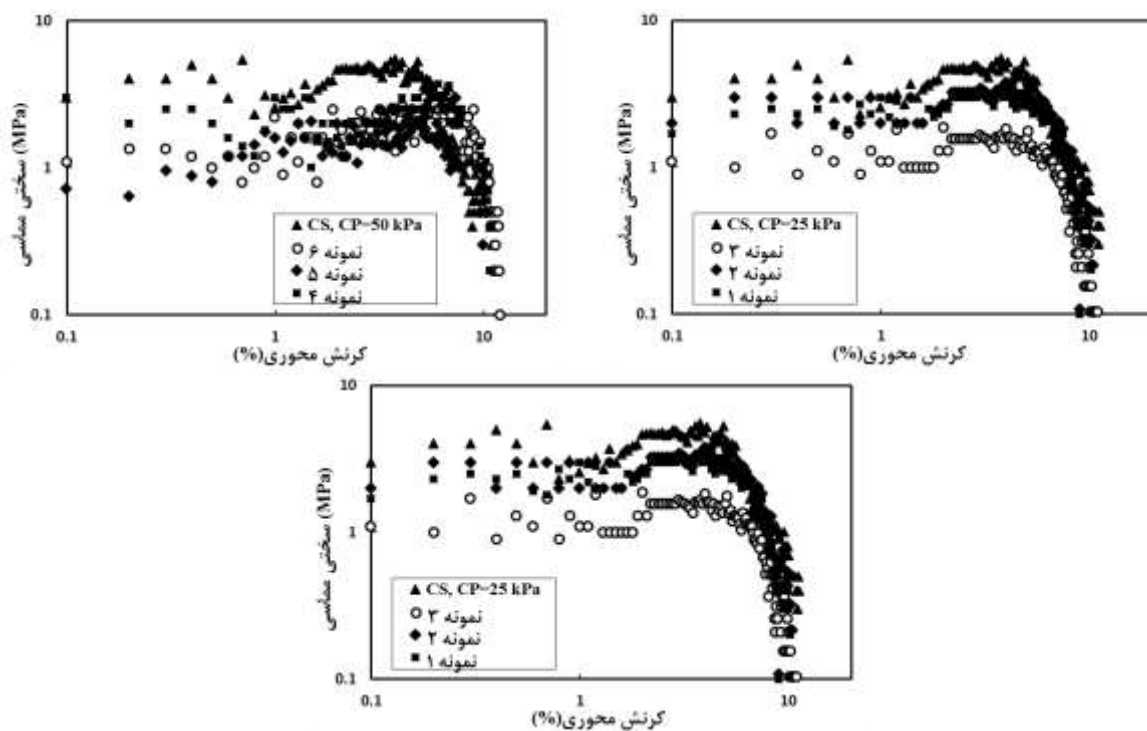 10
1
0.1
سختی مماسی (MPa)
CS, CP=50 kPa
نمونه ۶
نمونه ۵
نمونه ۴
0.1
1
10
کرنش محوری(%)
10
1
0.1
سختی مماسی (MPa)
CS, CP=25 kPa
نمونه ۳
نمونه ۲
نمونه ۱
0.1
1
10
کرنش محوری(%)
10
1
0.1
سختی مماسی (MPa)
CS, CP=25 kPa
نمونه ۳
نمونه ۲
نمونه ۱
0.1
1
10
کرنش محوری(%)